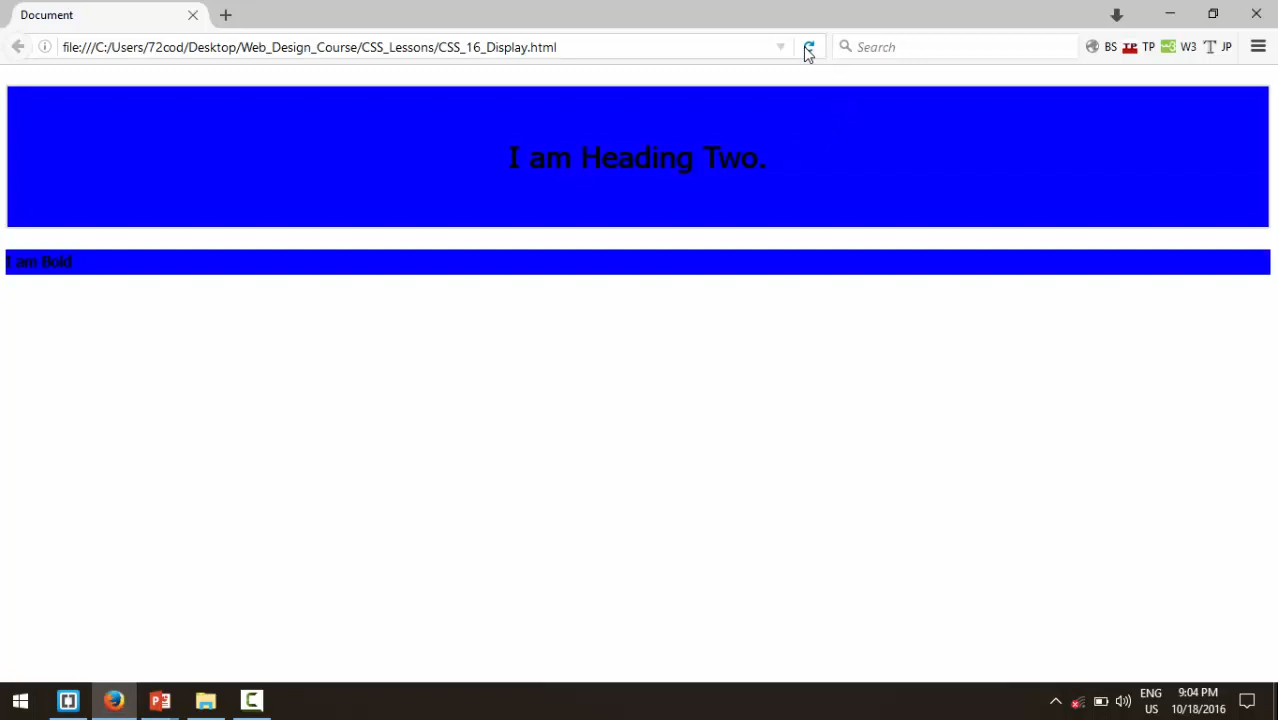 Document
file:///C:/Users/72cod/Desktop/Web_Design_Course/CSS_Lessons/CSS_16_Display.html
Search
BS TP TP W3 T JP
I am Heading Two.
I am Bold
ENG 9:04 PM
US 10/18/2016